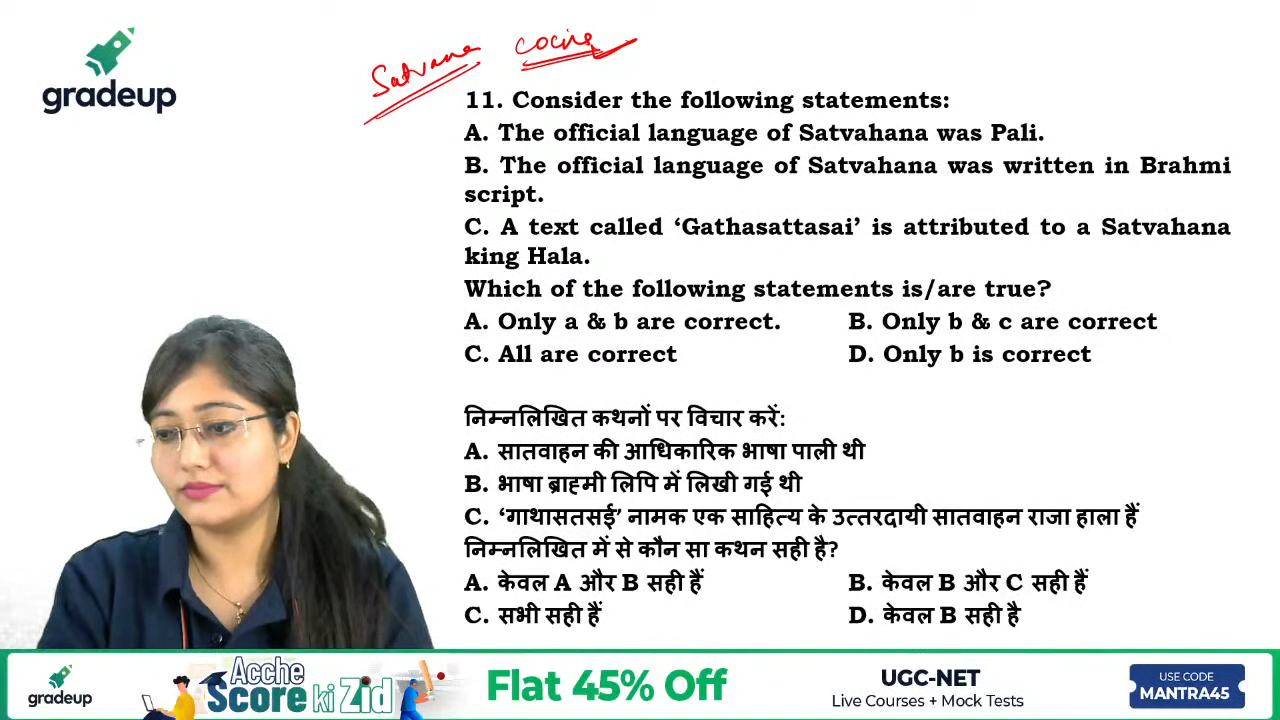 gradeup
11. Consider the following statements:
A. The official language of Satvahana was Pali.
B. The official language of Satvahana was written in Brahmi
script.
C. A text called ‘Gathasattasai’ is attributed to a Satvahana
king Hala.
Which of the following statements is/are true?
A. Only a & b are correct.    B. Only b & c are correct
C. All are correct    D. Only b is correct
निम्नलिखित कथनों पर विचार करें:
A. सातवाहन की आधिकारिक भाषा पाली थी
B. भाषा ब्राह्मी लिपि में लिखी गई थी
C. ‘गाथासतसई’ नामक एक साहित्य के उत्तरदायी सातवाहन राजा हाला हैं
निम्नलिखित में से कौन सा कथन सही है?
A. केवल A और B सही हैं    B. केवल B और C सही हैं
C. सभी सही हैं    D. केवल B सही है
gradeup
Acche
Score ki Zid
Flat 45% Off
UGC-NET
Live Courses + Mock Tests
USE CODE
MANTRA45